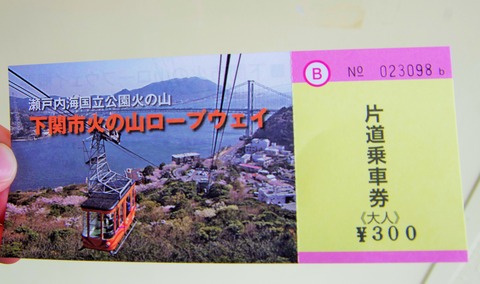 瀬戸内海国立公園火の山
下関市火の山ロープウェイ
B № 023098 b
片道乗車券
《大人》
¥300